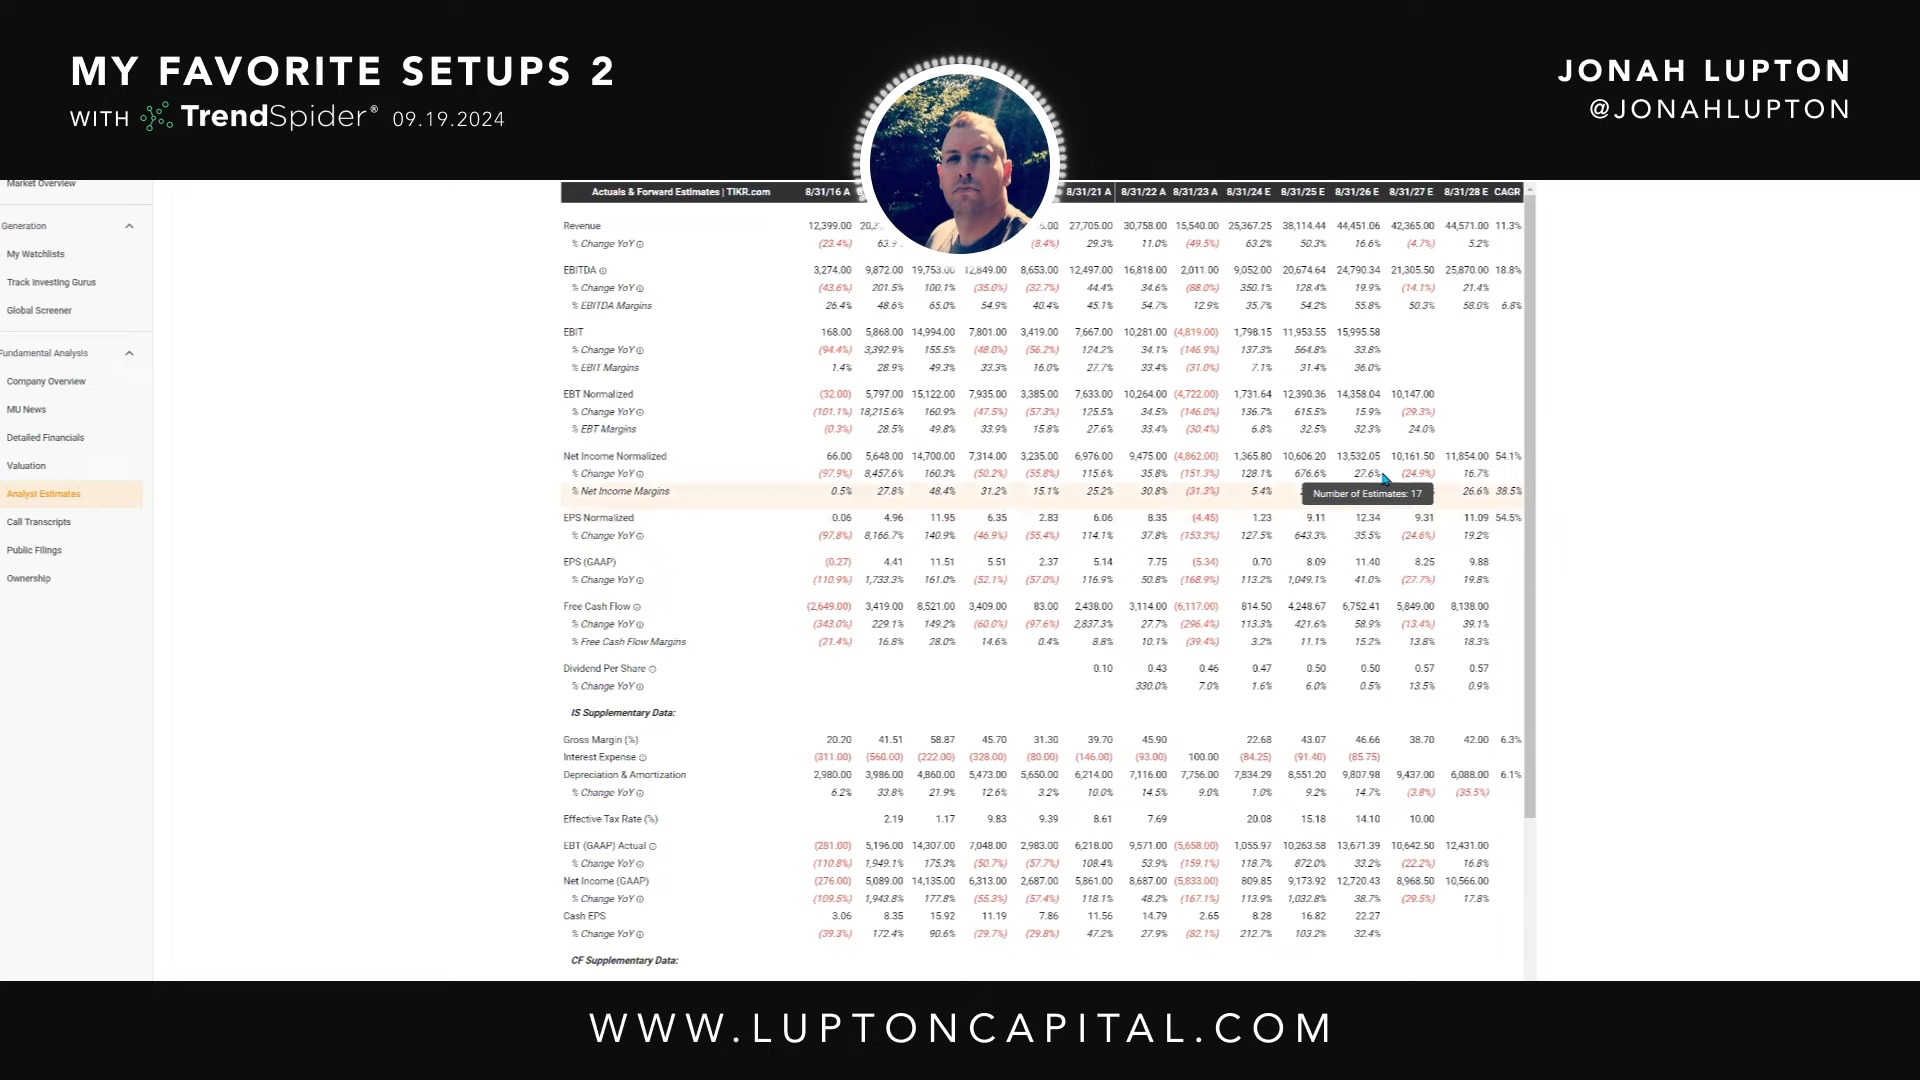 MY FAVORITE SETUPS 2
WITH TrendSpider® 09.19.2024
JONAH LUPTON
@JONAHLUPTON
Market Overview
Generation
My Watchlists
Track Investing Gurus
Global Screener
Fundamental Analysis
Company Overview
MU News
Detailed Financials
Valuation
Analyst Estimates
Call Transcripts
Public Filings
Ownership
Actuals & Forward Estimates | TIKR.com 8/31/16 A 8/31/21 A 8/31/22 A 8/31/23 A 8/31/24 E 8/31/25 E 8/31/26 E 8/31/27 E 8/31/28 E CAGR
Revenue 12,399.00 27,705.00 30,758.00 15,540.00 25,367.25 38,114.44 44,451.06 42,365.00 44,571.00 11.3%
% Change YoY (23.4%) (8.4%) 29.3% 11.0% (49.5%) 63.2% 50.3% 16.6% (4.7%) 5.2%
EBITDA 3,274.00 9,872.00 19,753.00 12,849.00 8,653.00 12,497.00 16,818.00 2,011.00 9,052.00 20,674.64 24,790.34 21,305.50 25,870.00 18.8%
% Change YoY (43.6%) 201.5% 100.1% (35.0%) (32.7%) 44.4% 34.6% (88.0%) 350.1% 128.4% 19.9% (14.1%) 21.4%
% EBITDA Margins 26.4% 48.6% 65.0% 54.9% 40.4% 45.1% 54.7% 12.9% 35.7% 54.2% 55.8% 50.3% 58.0% 6.8%
EBIT 168.00 5,868.00 14,994.00 7,801.00 3,419.00 7,667.00 10,281.00 (4,819.00) 1,798.15 11,953.55 15,995.58
% Change YoY (94.4%) 3,392.9% 155.5% (48.0%) (56.2%) 124.2% 34.1% (146.9%) 137.3% 564.8% 33.8%
% EBIT Margins 1.4% 28.9% 49.3% 33.3% 16.0% 27.7% 33.4% (31.0%) 7.1% 31.4% 36.0%
EBT Normalized (32.00) 5,797.00 15,122.00 7,935.00 3,385.00 7,633.00 10,264.00 (4,722.00) 1,731.64 12,390.36 14,358.04 10,147.00
% Change YoY (101.1%) 18,215.6% 160.9% (47.5%) (57.3%) 125.5% 34.5% (146.0%) 136.7% 615.5% 15.9% (29.3%)
% EBT Margins (0.3%) 28.5% 49.8% 33.9% 15.8% 27.6% 33.4% (30.4%) 6.8% 32.5% 32.3% 24.0%
Net Income Normalized 66.00 5,648.00 14,700.00 7,314.00 3,235.00 6,976.00 9,475.00 (4,862.00) 1,365.80 10,606.20 13,532.05 10,161.50 11,854.00 54.1%
% Change YoY (97.9%) 8,457.6% 160.3% (50.2%) (55.8%) 115.6% 35.8% (151.3%) 128.1% 676.6% 27.6% (24.9%) 16.7%
% Net Income Margins 0.5% 27.8% 48.4% 31.2% 15.1% 25.2% 30.8% (31.3%) 5.4% 26.6% 38.5%
Number of Estimates: 17
EPS Normalized 0.06 4.96 11.95 6.35 2.83 6.06 8.35 (4.45) 1.23 9.11 12.34 9.31 11.09 54.5%
% Change YoY (97.8%) 8,166.7% 140.9% (46.9%) (55.4%) 114.1% 37.8% (153.3%) 127.5% 643.3% 35.5% (24.6%) 19.2%
EPS (GAAP) (0.27) 4.41 11.51 5.51 2.37 5.14 7.75 (5.34) 0.70 8.09 11.40 8.25 9.88
% Change YoY (110.9%) 1,733.3% 161.0% (52.1%) (57.0%) 116.9% 50.8% (168.9%) 113.2% 1,049.1% 41.0% (27.7%) 19.8%
Free Cash Flow (2,649.00) 3,419.00 8,521.00 3,409.00 83.00 2,438.00 3,114.00 (6,117.00) 814.50 4,248.67 6,752.41 5,849.00 8,138.00
% Change YoY (343.0%) 229.1% 149.2% (60.0%) (97.6%) 2,837.3% 27.7% (296.4%) 113.3% 421.6% 58.9% (13.4%) 39.1%
% Free Cash Flow Margins (21.4%) 16.8% 28.0% 14.6% 0.4% 8.8% 10.1% (39.4%) 3.2% 11.1% 15.2% 13.8% 18.3%
Dividend Per Share 0.10 0.43 0.46 0.47 0.50 0.50 0.57 0.57
% Change YoY 330.0% 7.0% 1.6% 6.0% 0.5% 13.5% 0.9%
IS Supplementary Data:
Gross Margin (%) 20.20 41.51 58.87 45.70 31.30 39.70 45.90 22.68 43.07 46.66 38.70 42.00 6.3%
Interest Expense (311.00) (560.00) (222.00) (328.00) (80.00) (146.00) (93.00) 100.00 (84.25) (91.40) (85.75)
Depreciation & Amortization 2,980.00 3,986.00 4,860.00 5,473.00 5,650.00 6,214.00 7,116.00 7,756.00 7,834.29 8,551.20 9,807.98 9,437.00 6,088.00 6.1%
% Change YoY 6.2% 33.8% 21.9% 12.6% 3.2% 10.0% 14.5% 9.0% 1.0% 9.2% 14.7% (3.8%) (35.5%)
Effective Tax Rate (%) 2.19 1.17 9.83 9.39 8.61 7.69 20.08 15.18 14.10 10.00
EBT (GAAP) Actual (281.00) 5,196.00 14,307.00 7,048.00 2,983.00 6,218.00 9,571.00 (5,658.00) 1,055.97 10,263.58 13,671.39 10,642.50 12,431.00
% Change YoY (110.8%) 1,949.1% 175.3% (50.7%) (57.7%) 108.4% 53.9% (159.1%) 118.7% 872.0% 33.2% (22.2%) 16.8%
Net Income (GAAP) (276.00) 5,089.00 14,135.00 6,313.00 2,687.00 5,861.00 8,687.00 (5,833.00) 809.85 9,173.92 12,720.43 8,968.50 10,566.00
% Change YoY (109.5%) 1,943.8% 177.8% (55.3%) (57.4%) 118.1% 48.2% (167.1%) 113.9% 1,032.8% 38.7% (29.5%) 17.8%
Cash EPS 3.06 8.35 15.92 11.19 7.86 11.56 14.79 2.65 8.28 16.82 22.27
% Change YoY (39.3%) 172.4% 90.6% (29.7%) (29.8%) 47.2% 27.9% (82.1%) 212.7% 103.2% 32.4%
CF Supplementary Data:
WWW.LUPTONCAPITAL.COM